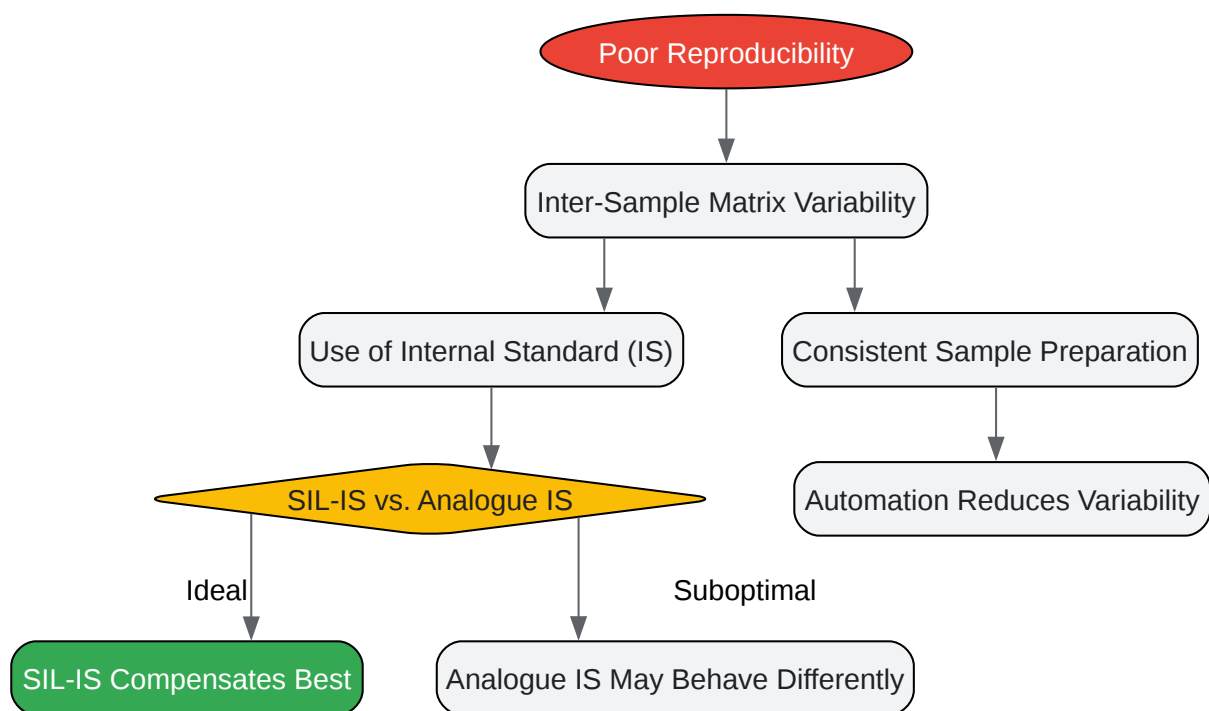 Poor Reproducibility
Inter-Sample Matrix Variability
Use of Internal Standard (IS)
Consistent Sample Preparation
SIL-IS vs. Analogue IS
Automation Reduces Variability
Ideal
Suboptimal
SIL-IS Compensates Best
Analogue IS May Behave Differently